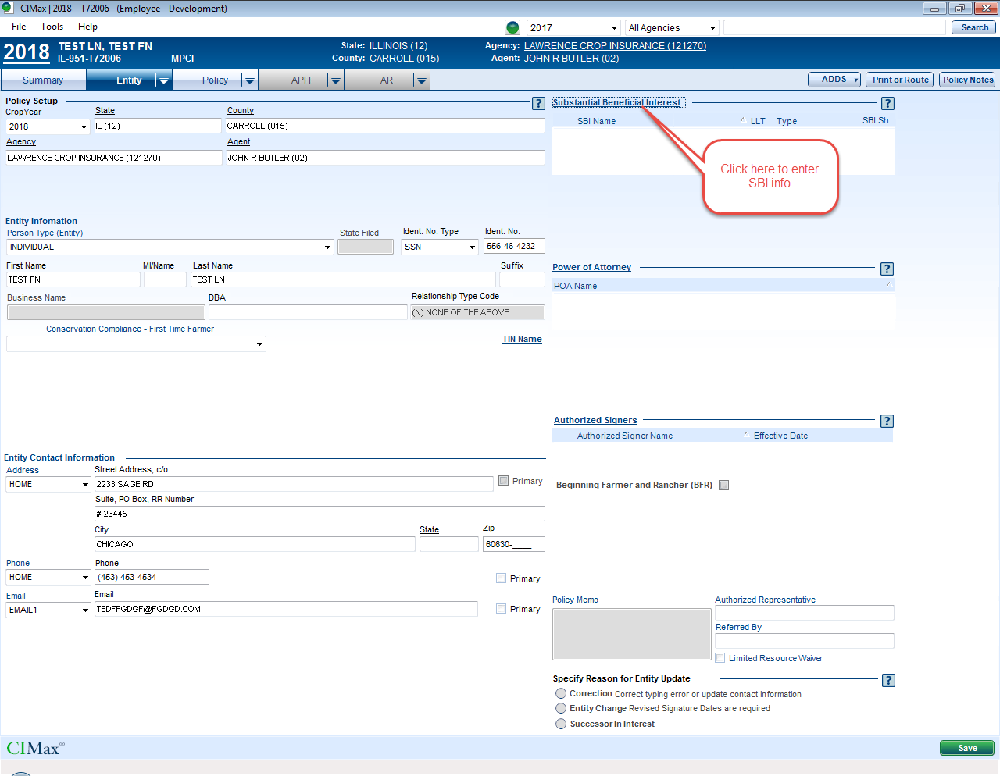 CIMax | 2018 - T72006   (Employee - Development)
File Tools Help
2017 All Agencies Search
2018 TEST LN, TEST FN
IL-951-T72006 MPCI
State: ILLINOIS (12)
County: CARROLL (015)
Agency: LAWRENCE CROP INSURANCE (121270)
Agent: JOHN R BUTLER (02)
Summary Entity Policy APH AR ADDS Print or Route Policy Notes
Policy Setup ?
CropYear State County
2018 IL (12) CARROLL (015)
Agency Agent
LAWRENCE CROP INSURANCE (121270) JOHN R BUTLER (02)
Entity Infomation
Person Type (Entity) State Filed Ident. No. Type Ident. No.
INDIVIDUAL SSN 556-46-4232
First Name MI/Name Last Name Suffix
TEST FN TEST LN
Business Name DBA Relationship Type Code
(N) NONE OF THE ABOVE
Conservation Compliance - First Time Farmer
TIN Name
Entity Contact Information
Address Street Address, c/o
HOME 2233 SAGE RD Primary
Suite, PO Box, RR Number
# 23445
City State Zip
CHICAGO 60630-____
Phone Phone
HOME (453) 453-4534 Primary
Email Email
EMAIL1 TEDFFGDGF@FGDGD.COM Primary
Substantial Beneficial Interest ?
SBI Name LLT Type SBI Sh
Click here to enter
SBI info
Power of Attorney ?
POA Name
Authorized Signers ?
Authorized Signer Name Effective Date
Beginning Farmer and Rancher (BFR)
Policy Memo Authorized Representative
Referred By
Limited Resource Waiver
Specify Reason for Entity Update ?
Correction Correct typing error or update contact information
Entity Change Revised Signature Dates are required
Successor In Interest
CIMax® Save